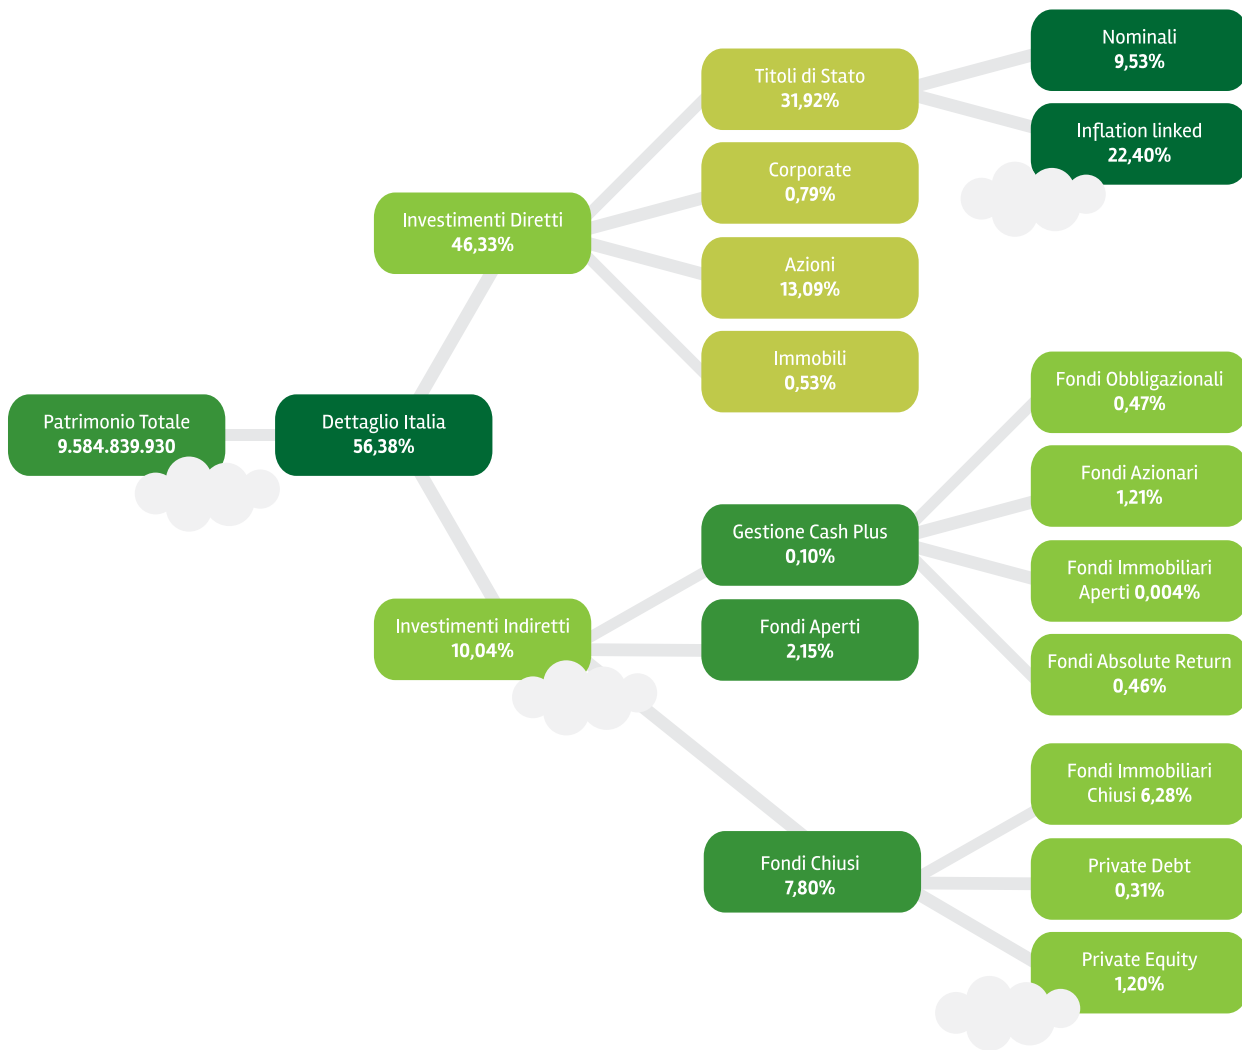 Patrimonio Totale
9.584.839.930
Dettaglio Italia
56,38%
Investimenti Diretti
46,33%
Titoli di Stato
31,92%
Nominali
9,53%
Inflation linked
22,40%
Corporate
0,79%
Azioni
13,09%
Immobili
0,53%
Investimenti Indiretti
10,04%
Gestione Cash Plus
0,10%
Fondi Aperti
2,15%
Fondi Obbligazionali
0,47%
Fondi Azionari
1,21%
Fondi Immobiliari
Aperti 0,004%
Fondi Absolute Return
0,46%
Fondi Chiusi
7,80%
Fondi Immobiliari
Chiusi 6,28%
Private Debt
0,31%
Private Equity
1,20%